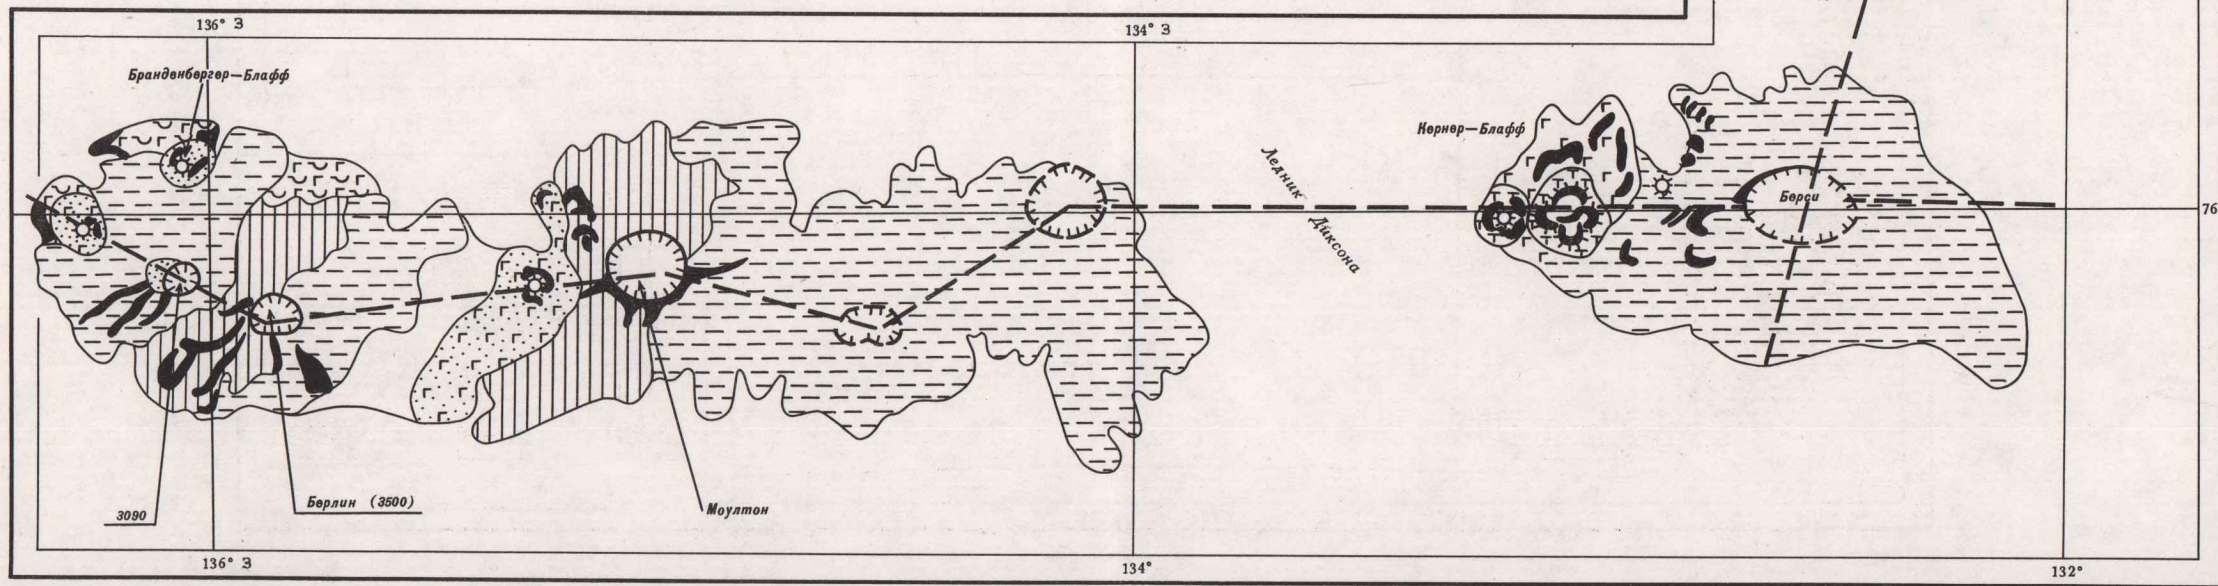 136° З
134° З
Бранденбергер—Блафф
Кернер—Блафф
Ледник Диксона
Берси
76
3090
Берлин (3500)
Моултон
136° З
134°
132°